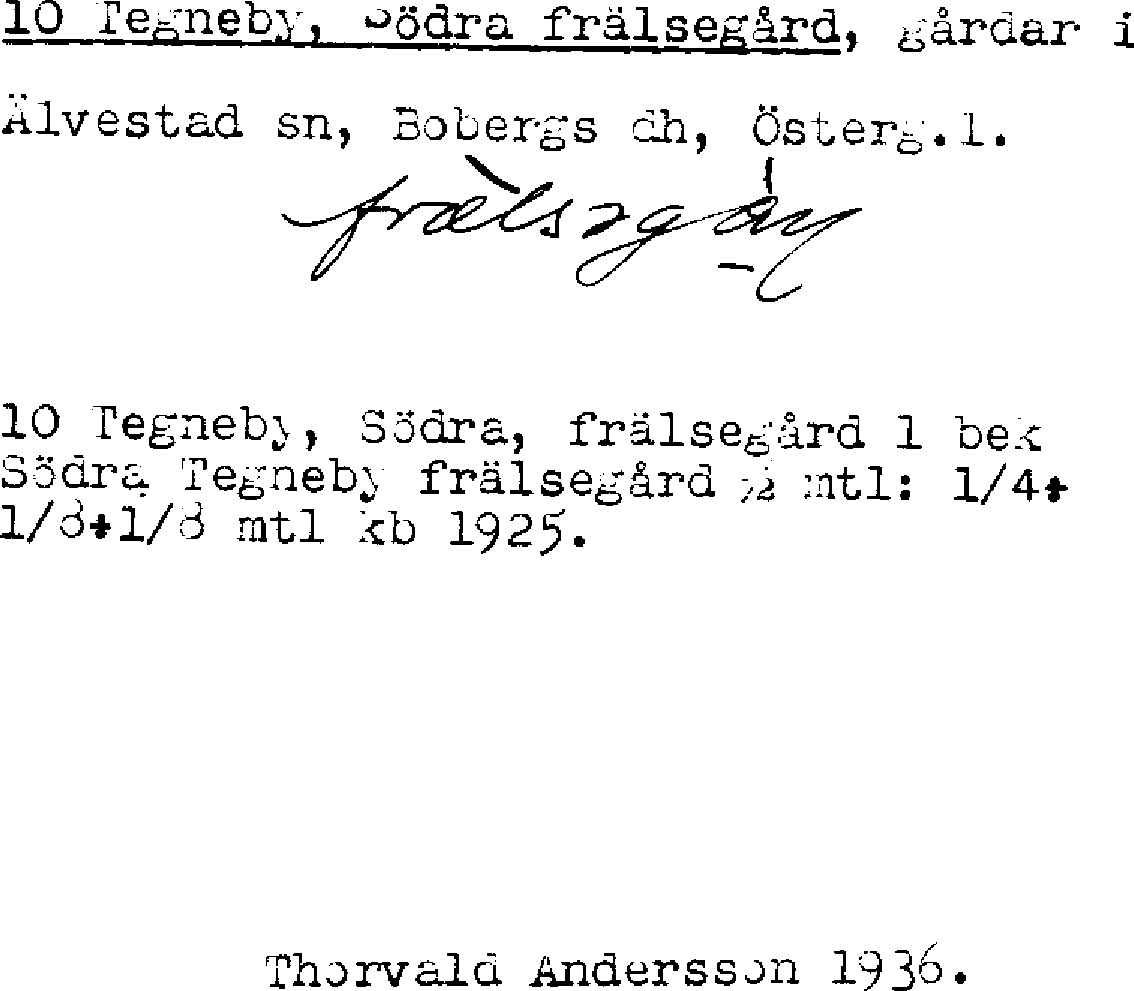 10 Tegneby, Södra frälsegård, gårdar i
Älvestad sn, Bobergs dh, Österg.l.
10 Tegneby, Södra, frälsegård 1 bek
Södra Tegneby frälsegård ½ mtl: 1/4+
1/8+1/8 mtl kb 1925.
Thorvald Andersson 1936.